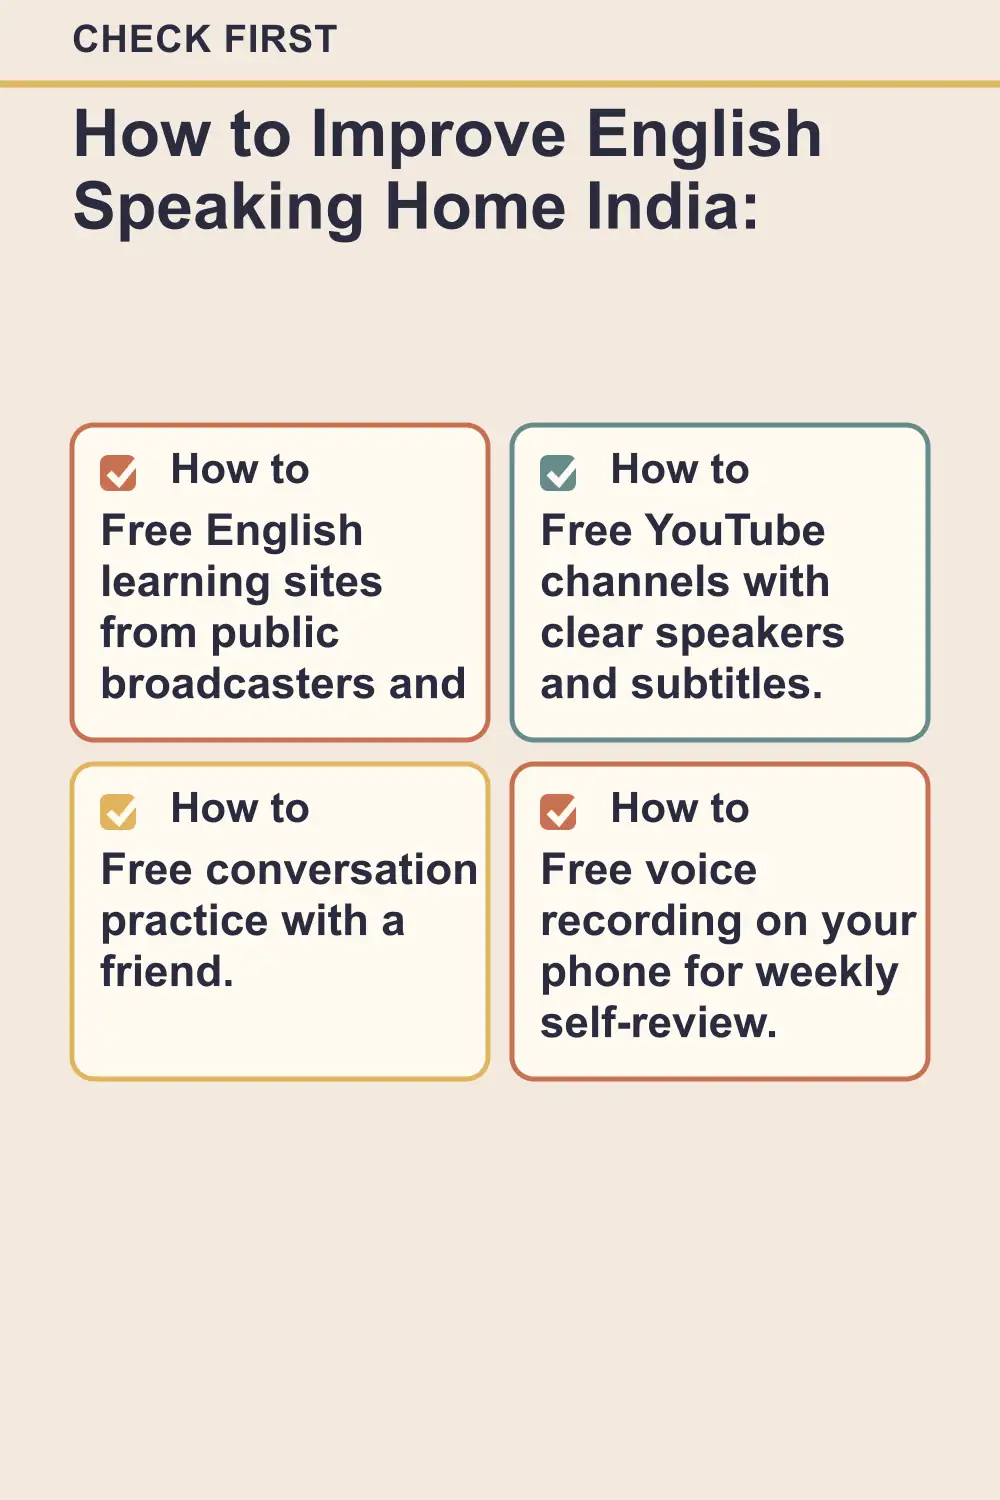 CHECK FIRST
How to Improve English
Speaking Home India:
How to
Free English
learning sites
from public
broadcasters and
How to
Free YouTube
channels with
clear speakers
and subtitles.
How to
Free conversation
practice with a
friend.
How to
Free voice
recording on your
phone for weekly
self-review.